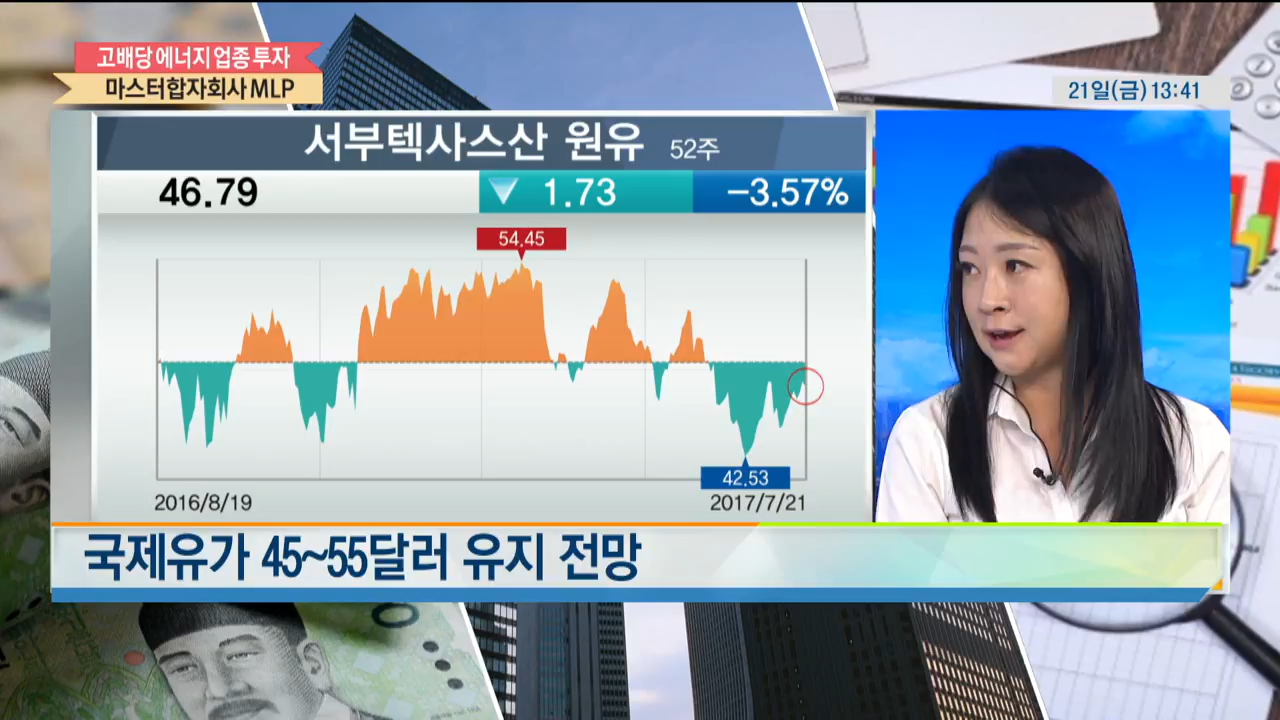 고배당 에너지 업종 투자
마스터합자회사 MLP
21일(금) 13:41
서부텍사스산 원유 52주
46.79 ▼ 1.73 -3.57%
54.45
42.53
2016/8/19 2017/7/21
국제유가 45~55달러 유지 전망